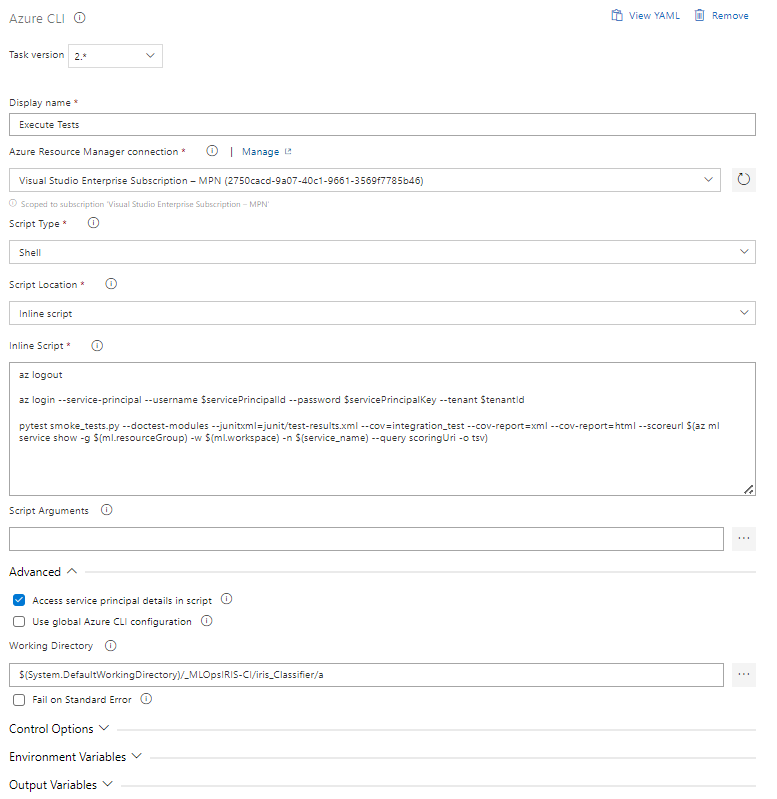 Azure CLI
View YAML
Remove
Task version
2.*
Display name *
Execute Tests
Azure Resource Manager connection *
| Manage
Visual Studio Enterprise Subscription – MPN (2750cacd-9a07-40c1-9661-3569f7785b46)
Scoped to subscription 'Visual Studio Enterprise Subscription – MPN'
Script Type *
Shell
Script Location *
Inline script
Inline Script *
az logout
az login --service-principal --username $servicePrincipalId --password $servicePrincipalKey --tenant $tenantId
pytest smoke_tests.py --doctest-modules --junitxml=junit/test-results.xml --cov=integration_test --cov-report=xml --cov-report=html --scoreurl $(az ml
service show -g $(ml.resourceGroup) -w $(ml.workspace) -n $(service_name) --query scoringUri -o tsv)
Script Arguments
...
Advanced
Access service principal details in script
Use global Azure CLI configuration
Working Directory
$(System.DefaultWorkingDirectory)/_MLOpsIRIS-CI/iris_Classifier/a
...
Fail on Standard Error
Control Options
Environment Variables
Output Variables